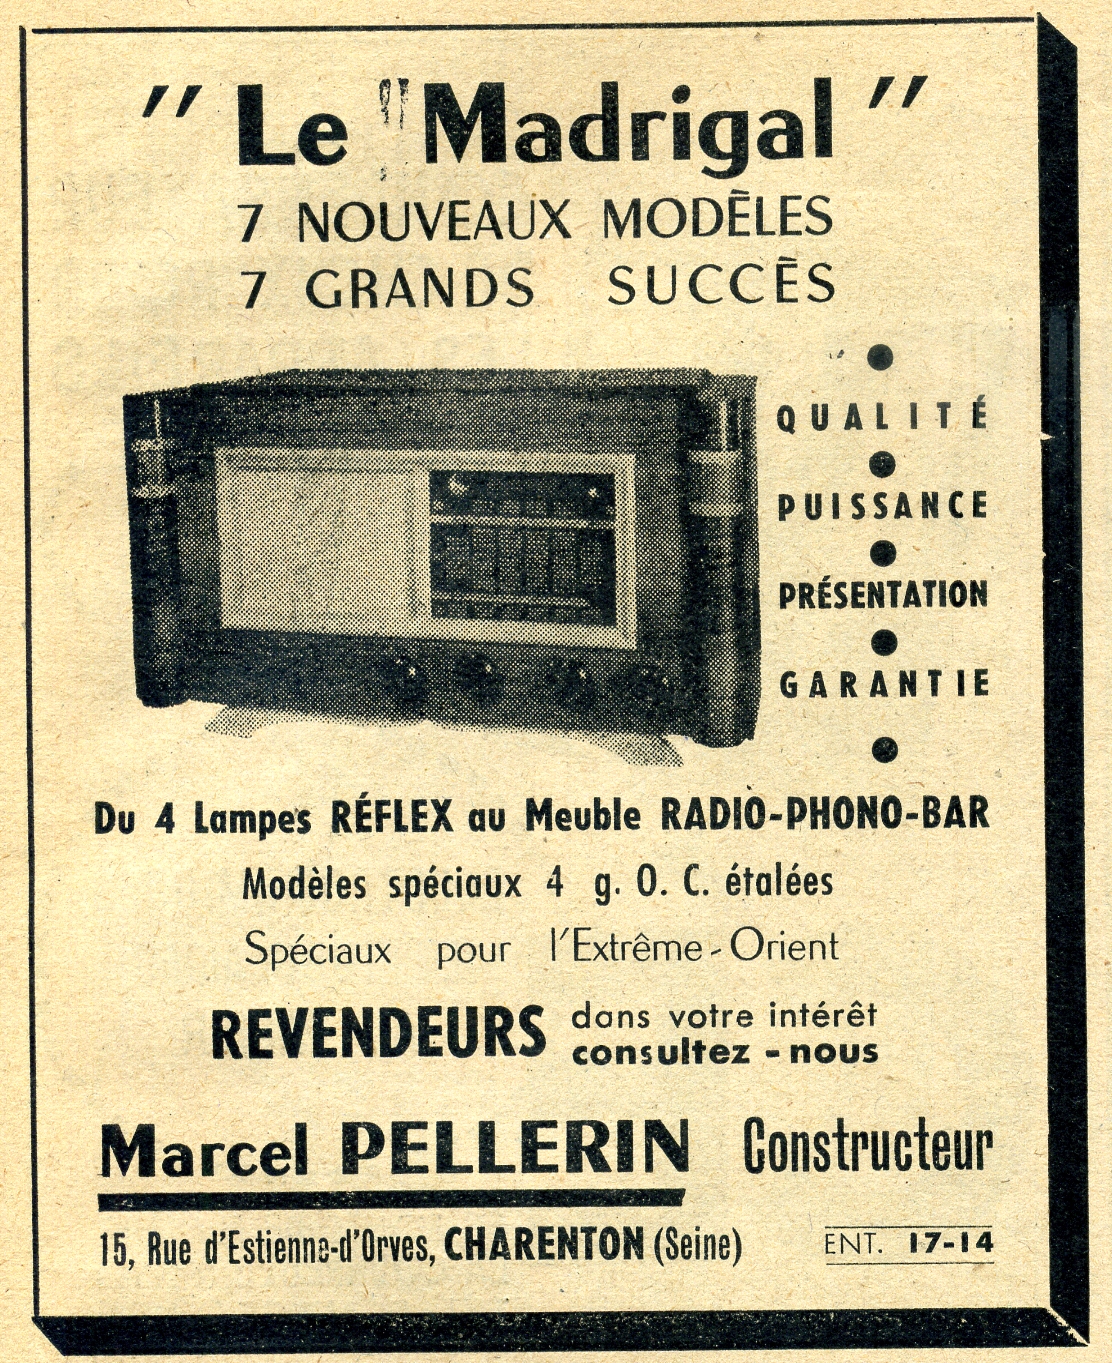 " Le Madrigal "
7 NOUVEAUX MODÈLES
7 GRANDS SUCCÈS
QUALITÉ
PUISSANCE
PRÉSENTATION
GARANTIE
Du 4 Lampes RÉFLEX au Meuble RADIO-PHONO-BAR
Modèles spéciaux 4 g. O. C. étalées
Spéciaux pour l'Extrême-Orient
REVENDEURS dans votre intérêt
consultez - nous
Marcel PELLERIN Constructeur
15, Rue d'Estienne-d'Orves, CHARENTON (Seine) ENT. 17-14